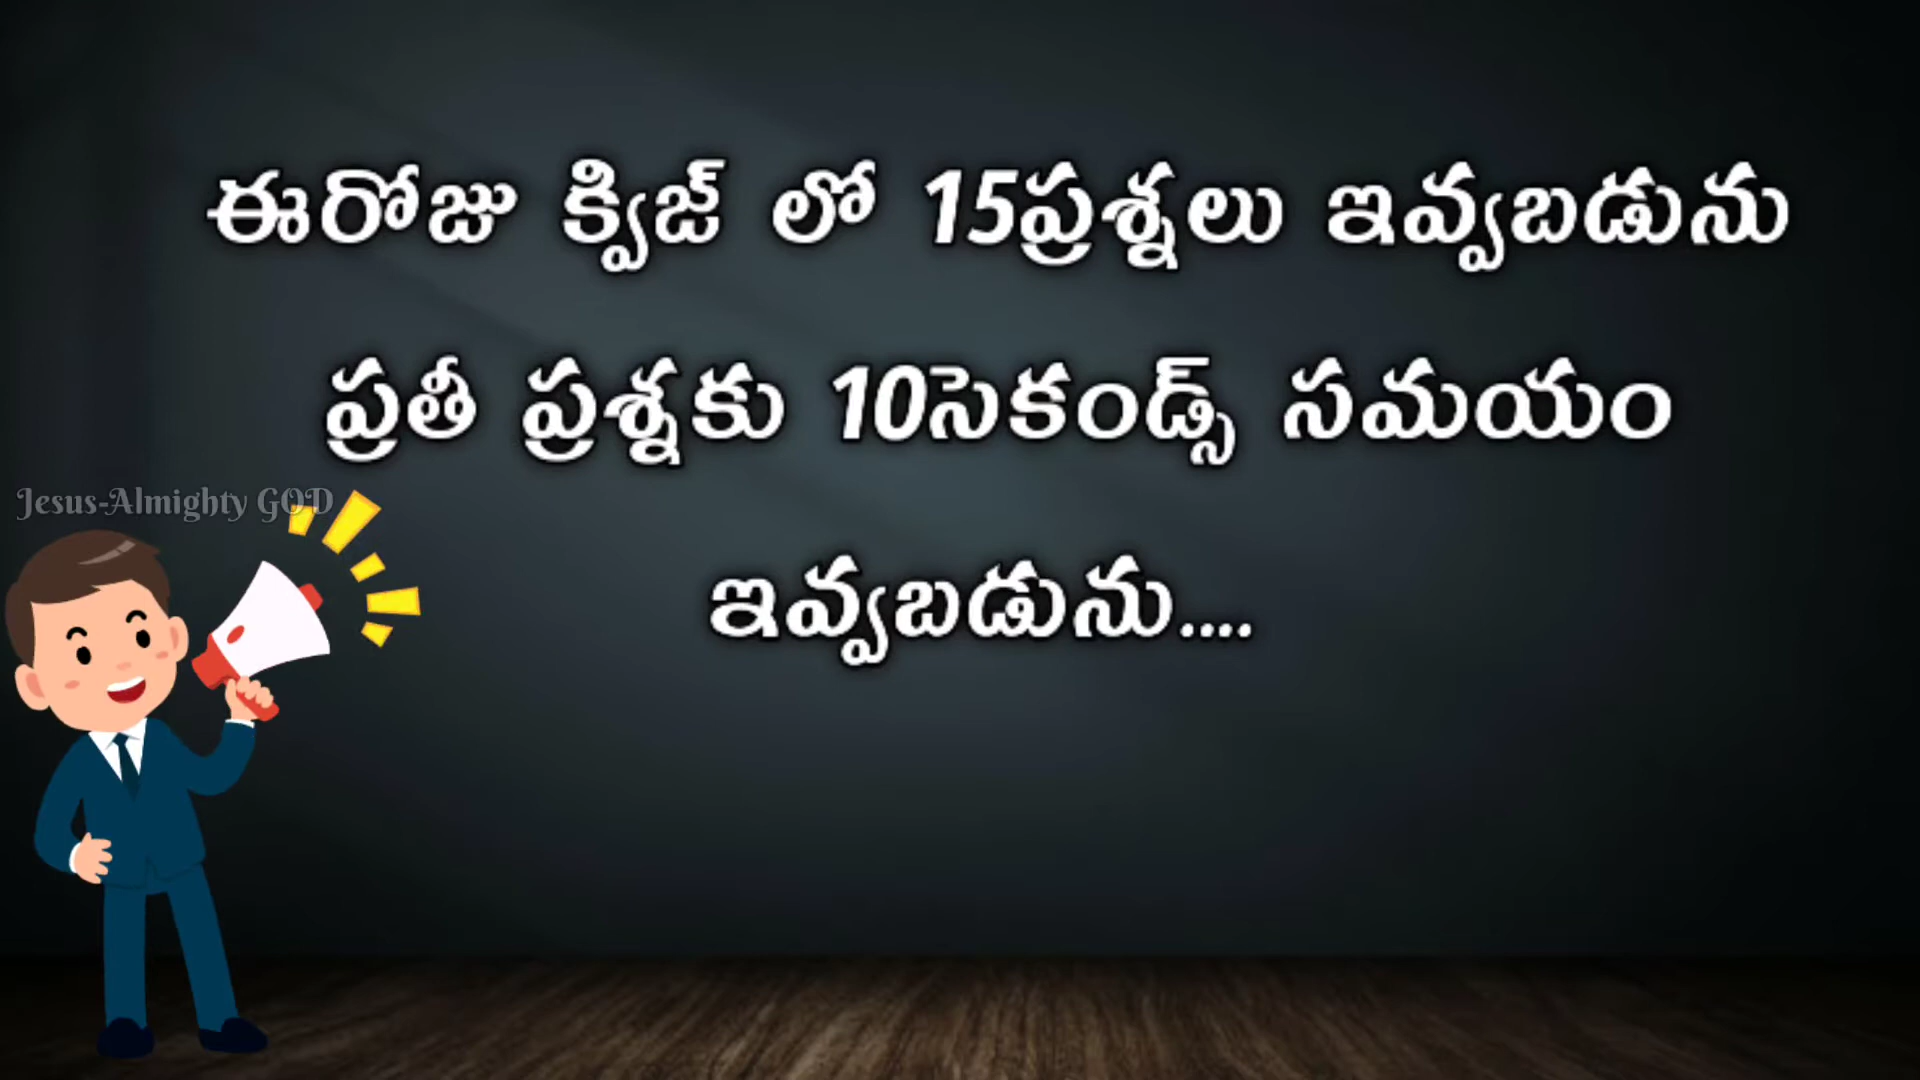 ఈరోజు క్విజ్ లో 15ప్రశ్నలు ఇవ్వబడును
ప్రతీ ప్రశ్నకు 10సెకండ్స్ సమయం
ఇవ్వబడును....
Jesus-Almighty GOD